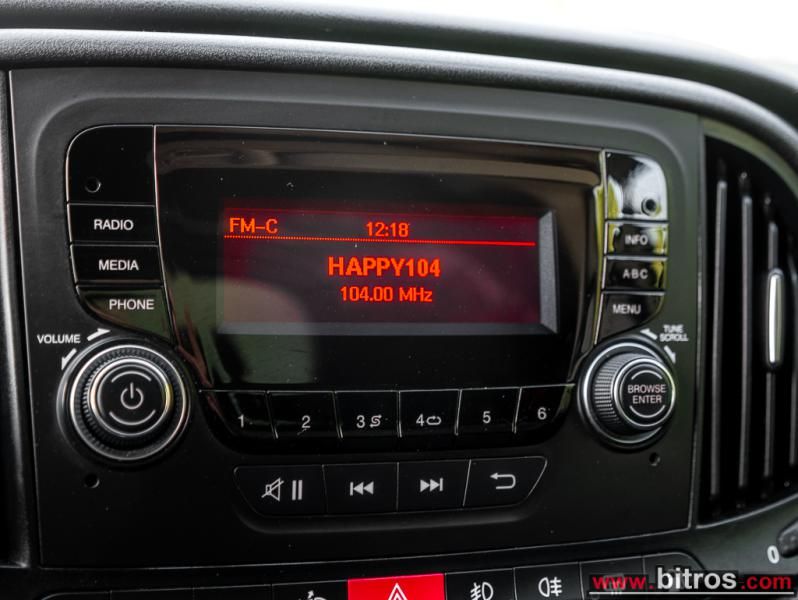 FM-C 12:18
HAPPY104
104.00 MHz
RADIO
MEDIA
PHONE
INFO
A·B·C
MENU
VOLUME
TUNE
SCROLL
BROWSE
ENTER
1 2 3 4 5 6
0
www.bitros.com